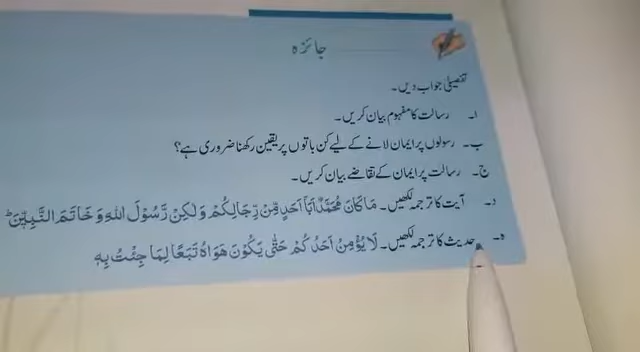 جائزہ
تفصیلی جواب دیں۔
ا۔ رسالت کا مفہوم بیان کریں۔
ب۔ رسولوں پر ایمان لانے کے لیے کن باتوں پر یقین رکھنا ضروری ہے؟
ج۔ رسالت پر ایمان کے تقاضے بیان کریں۔
د۔ آیت کا ترجمہ لکھیں۔ مَا كَانَ مُحَمَّدٌ اَبَآ اَحَدٍ مِّنْ رِّجَالِكُمْ وَلٰكِنْ رَّسُوْلَ اللّٰهِ وَ خَاتَمَ النَّبِيّٖنَ ؕ
ہ۔ حدیث کا ترجمہ لکھیں۔ لَا يُؤْمِنُ اَحَدُكُمْ حَتّٰى يَكُوْنَ هَوَاهُ تَبَعًا لِمَا جِئْتُ بِهٖ